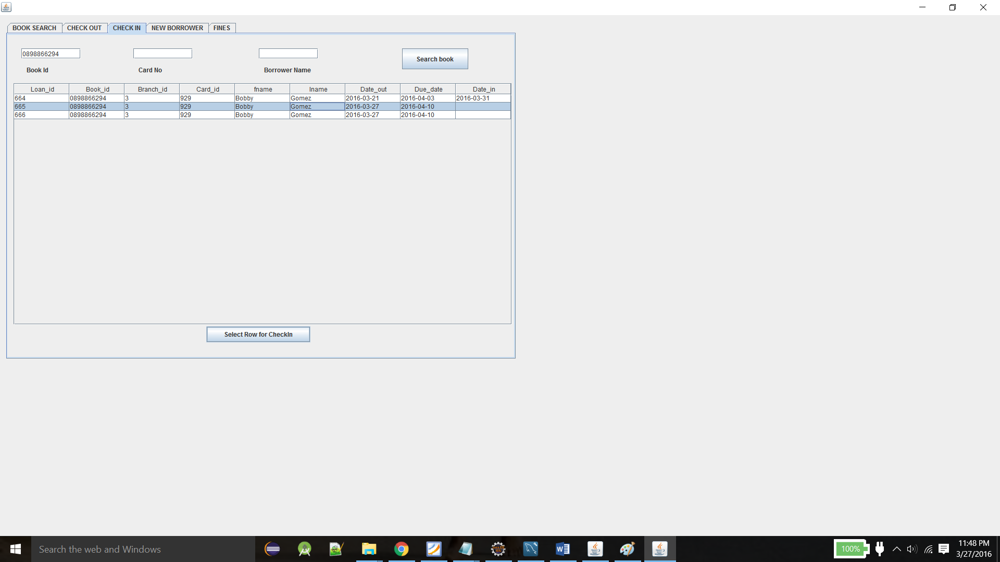 BOOK SEARCH CHECK OUT CHECK IN NEW BORROWER FINES
0898866294
Search book
Book Id Card No Borrower Name
Loan_id Book_id Branch_id Card_id fname lname Date_out Due_date Date_in
664 0898866294 3 929 Bobby Gomez 2016-03-21 2016-04-03 2016-03-31
665 0898866294 3 929 Bobby Gomez 2016-03-27 2016-04-10
666 0898866294 3 929 Bobby Gomez 2016-03-27 2016-04-10
Select Row for CheckIn
Search the web and Windows
100%
11:48 PM
3/27/2016